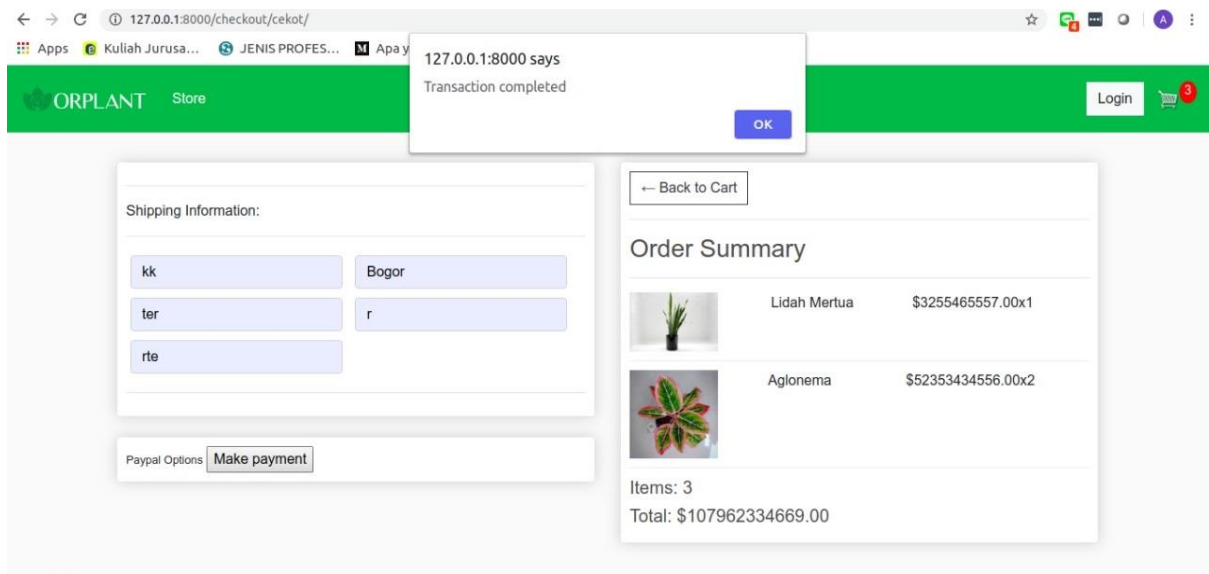 127.0.0.1:8000/checkout/cekot/
4
A
Apps
Kuliah Jurusa...
JENIS PROFES...
M
Apa y
127.0.0.1:8000 says
Transaction completed
OK
ORPLANT
Store
Login
3
Shipping Information:
kk
Bogor
ter
r
rte
Paypal Options
Make payment
← Back to Cart
Order Summary
Lidah Mertua
$3255465557.00x1
Aglonema
$52353434556.00x2
Items: 3
Total: $107962334669.00